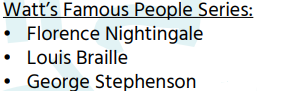 Watt's Famous People Series:
• Florence Nightingale
• Louis Braille
• George Stephenson